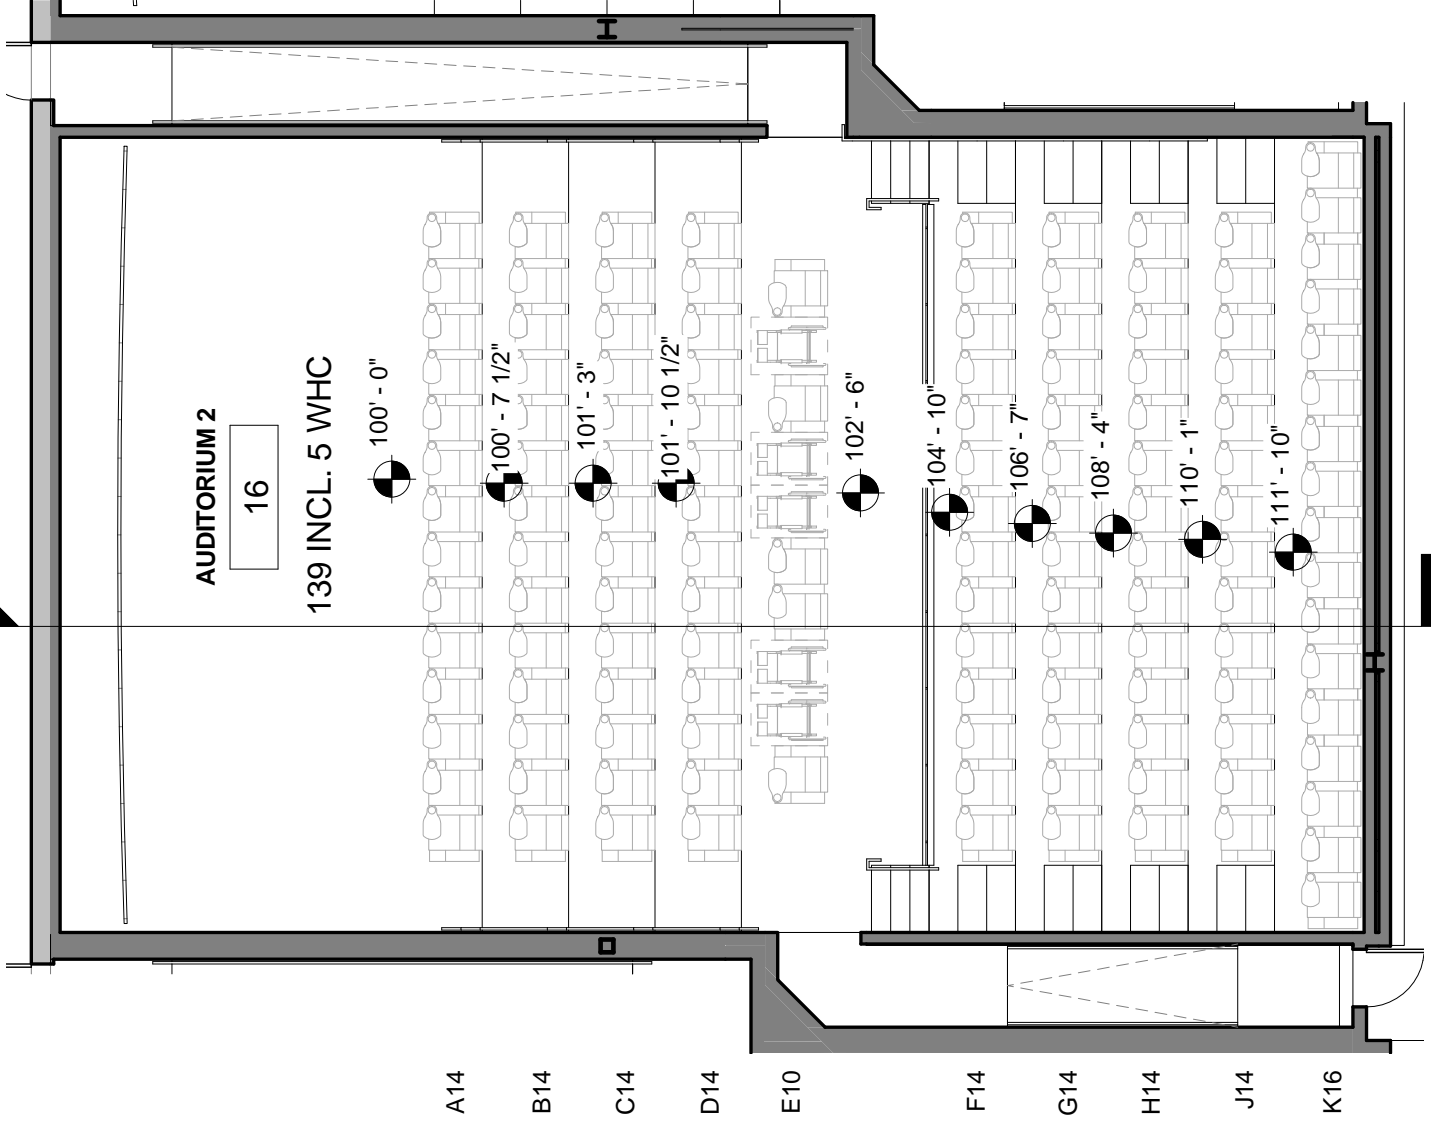 AUDITORIUM 2
16
139 INCL. 5 WHC
100' - 0"
100' - 7 1/2"
101' - 3"
101' - 10 1/2"
102' - 6"
104' - 10"
106' - 7"
108' - 4"
110' - 1"
111' - 10"
A14
B14
C14
D14
E10
F14
G14
H14
J14
K16